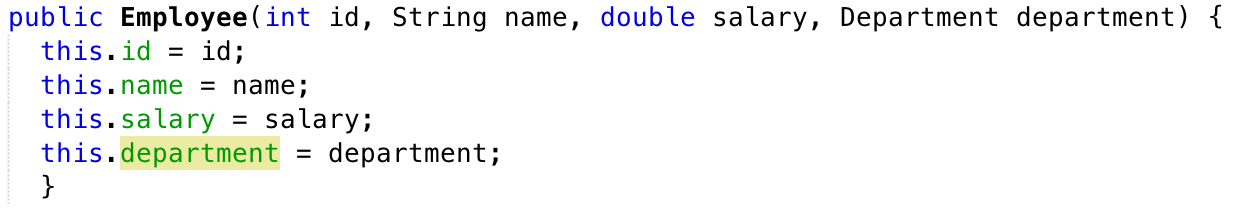 public Employee(int id, String name, double salary, Department department) {
this.id = id;
this.name = name;
this.salary = salary;
this.department = department;
}